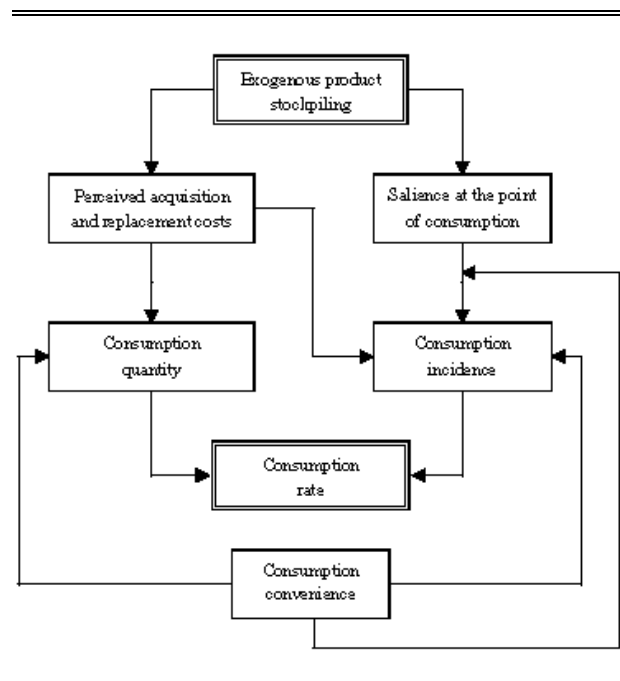 Exogenous product
stockpiling
Perceived acquisition
and replacement costs
Salience at the point
of consumption
Consumption
quantity
Consumption
incidence
Consumption
rate
Consumption
convenience